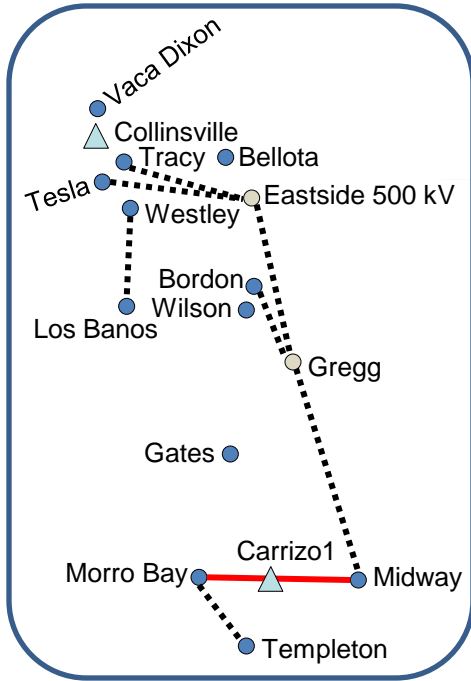 Vaca Dixon
Collinsville
Tracy
Bellota
Tesla
Eastside 500 kV
Westley
Bordon
Wilson
Los Banos
Gregg
Gates
Carrizo1
Morro Bay
Midway
Templeton